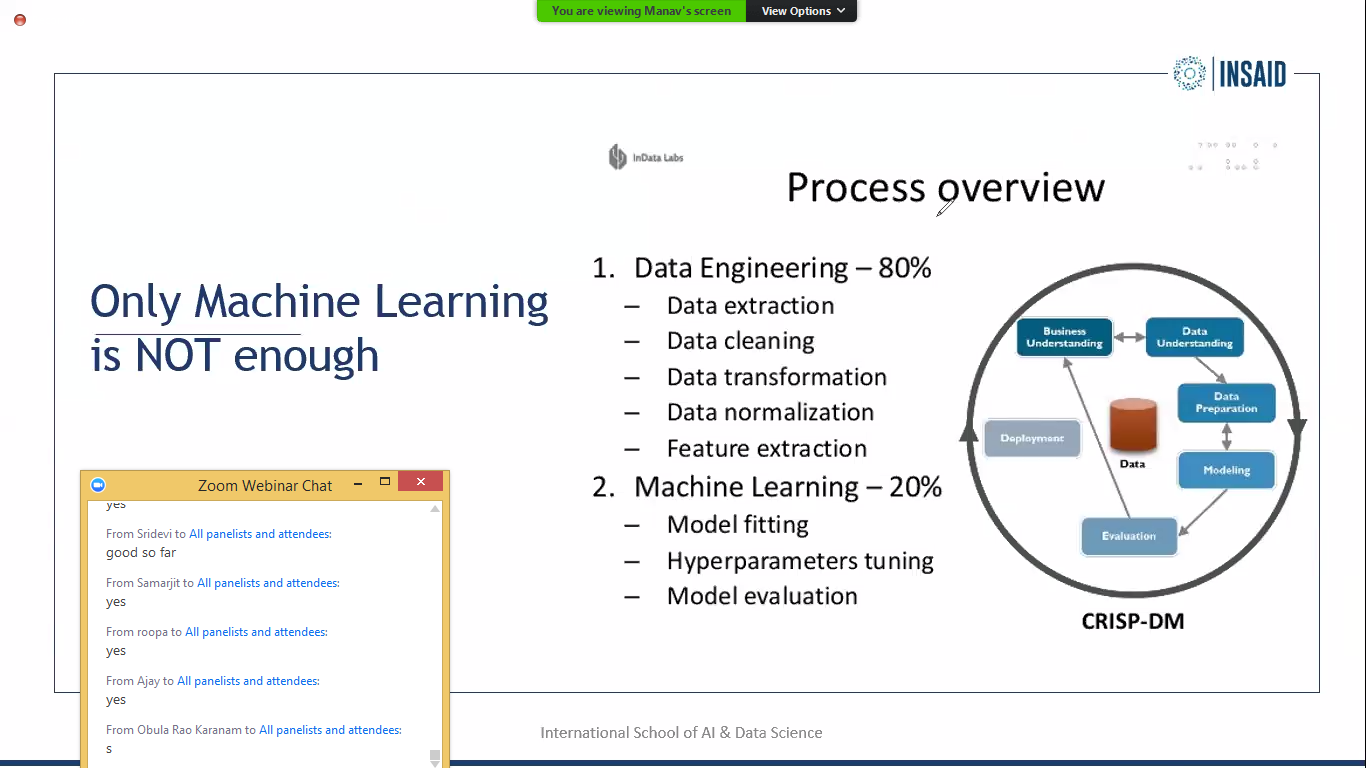 You are viewing Manav's screen
View Options
INSAID
InData Labs
Process overview
Only Machine Learning
is NOT enough
1. Data Engineering – 80%
– Data extraction
– Data cleaning
– Data transformation
– Data normalization
– Feature extraction
2. Machine Learning – 20%
– Model fitting
– Hyperparameters tuning
– Model evaluation
Business
Understanding
Data
Understanding
Data
Preparation
Modeling
Evaluation
Deployment
Data
CRISP-DM
Zoom Webinar Chat
yes
From Sridevi to All panelists and attendees:
good so far
From Samarjit to All panelists and attendees:
yes
From roopa to All panelists and attendees:
yes
From Ajay to All panelists and attendees:
yes
From Obula Rao Karanam to All panelists and attendees:
s
International School of AI & Data Science